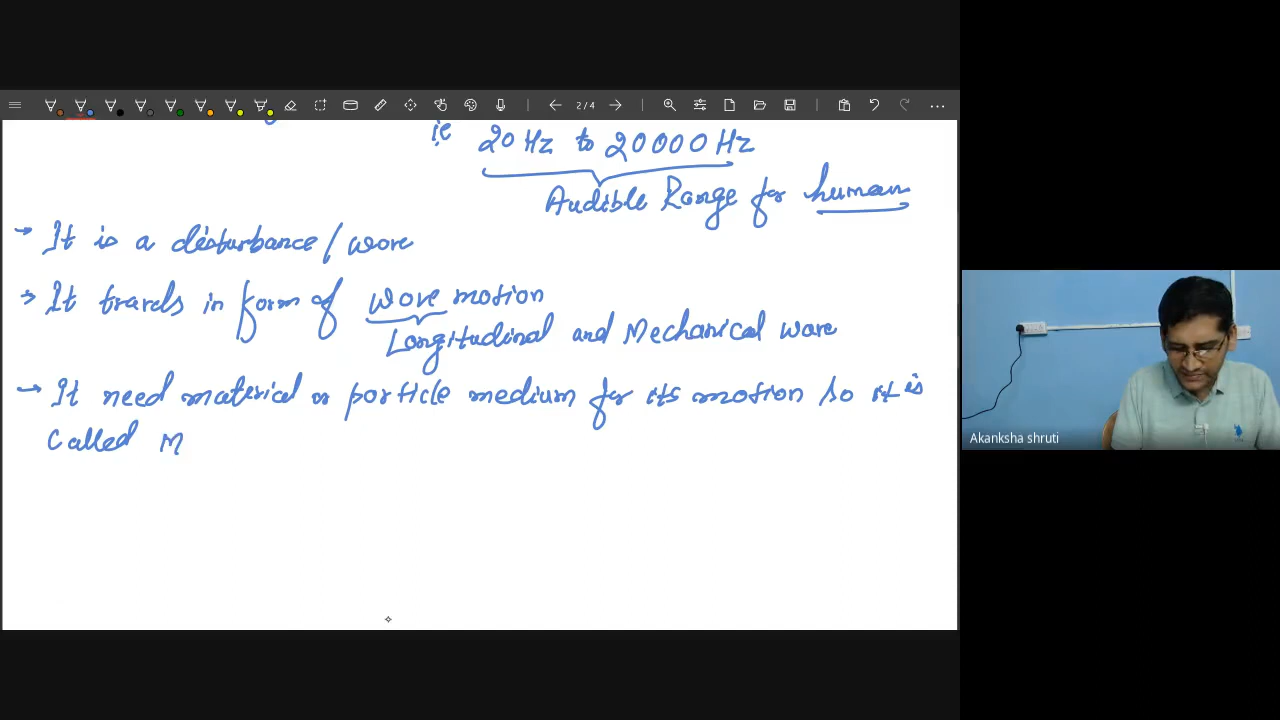 2/4
ie 20 Hz to 20000 Hz
Audible Range for human
→ It is a disturbance / wave
→ It travels in form of wave motion
Longitudinal and Mechanical wave
→ It need material or particle medium for its motion So it is
Called M
Akanksha shruti